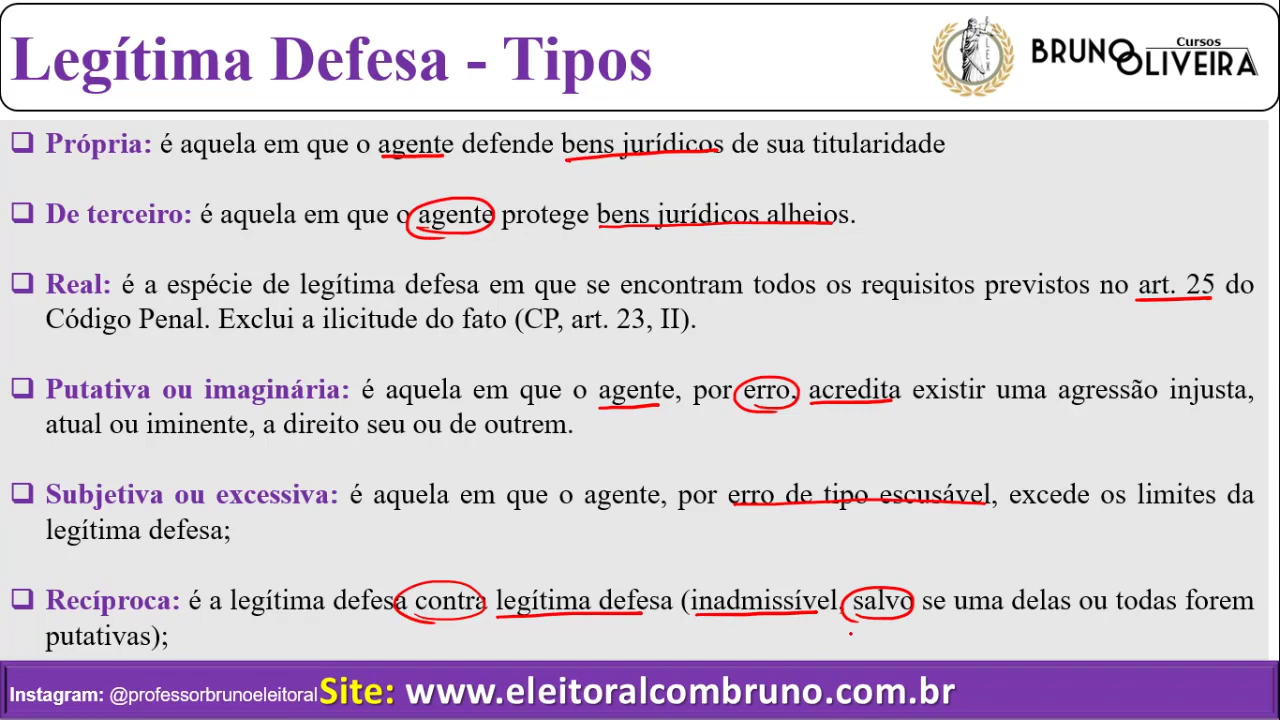 Legítima Defesa - Tipos
Cursos
BRUNO OLIVEIRA
Própria: é aquela em que o agente defende bens jurídicos de sua titularidade
De terceiro: é aquela em que o agente protege bens jurídicos alheios.
Real: é a espécie de legítima defesa em que se encontram todos os requisitos previstos no art. 25 do
Código Penal. Exclui a ilicitude do fato (CP, art. 23, II).
Putativa ou imaginária: é aquela em que o agente, por erro, acredita existir uma agressão injusta,
atual ou iminente, a direito seu ou de outrem.
Subjetiva ou excessiva: é aquela em que o agente, por erro de tipo escusável, excede os limites da
legítima defesa;
Recíproca: é a legítima defesa contra legítima defesa (inadmissível, salvo se uma delas ou todas forem
putativas);
Instagram: @professorbrunoeleitoral Site: www.eleitoralcombruno.com.br